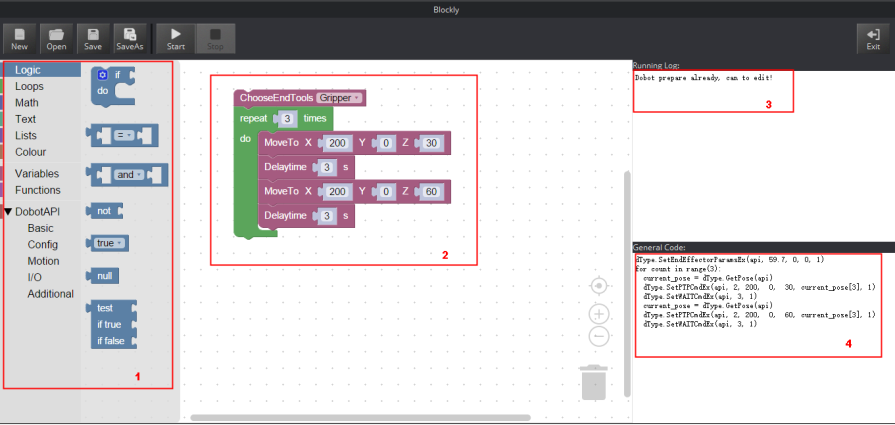 Blockly
New Open Save SaveAs Start Stop Exit
Logic
Loops
Math
Text
Lists
Colour
Variables
Functions
DobotAPI
Basic
Config
Motion
I/O
Additional
if
do
=
and
not
true
null
test
if true
if false
1
ChooseEndTools Gripper
repeat 3 times
do MoveTo X 200 Y 0 Z 30
Delaytime 3 s
MoveTo X 200 Y 0 Z 60
Delaytime 3 s
2
Running Log:
Dobot prepare already, can to edit!
3
General Code:
dType.SetEndEffectorParamsEx(api, 59.7, 0, 0, 1)
for count in range(3):
current_pose = dType.GetPose(api)
dType.SetPTPCmdEx(api, 2, 200, 0, 30, current_pose[3], 1)
dType.SetWAITCmdEx(api, 3, 1)
current_pose = dType.GetPose(api)
dType.SetPTPCmdEx(api, 2, 200, 0, 60, current_pose[3], 1)
dType.SetWAITCmdEx(api, 3, 1)
4